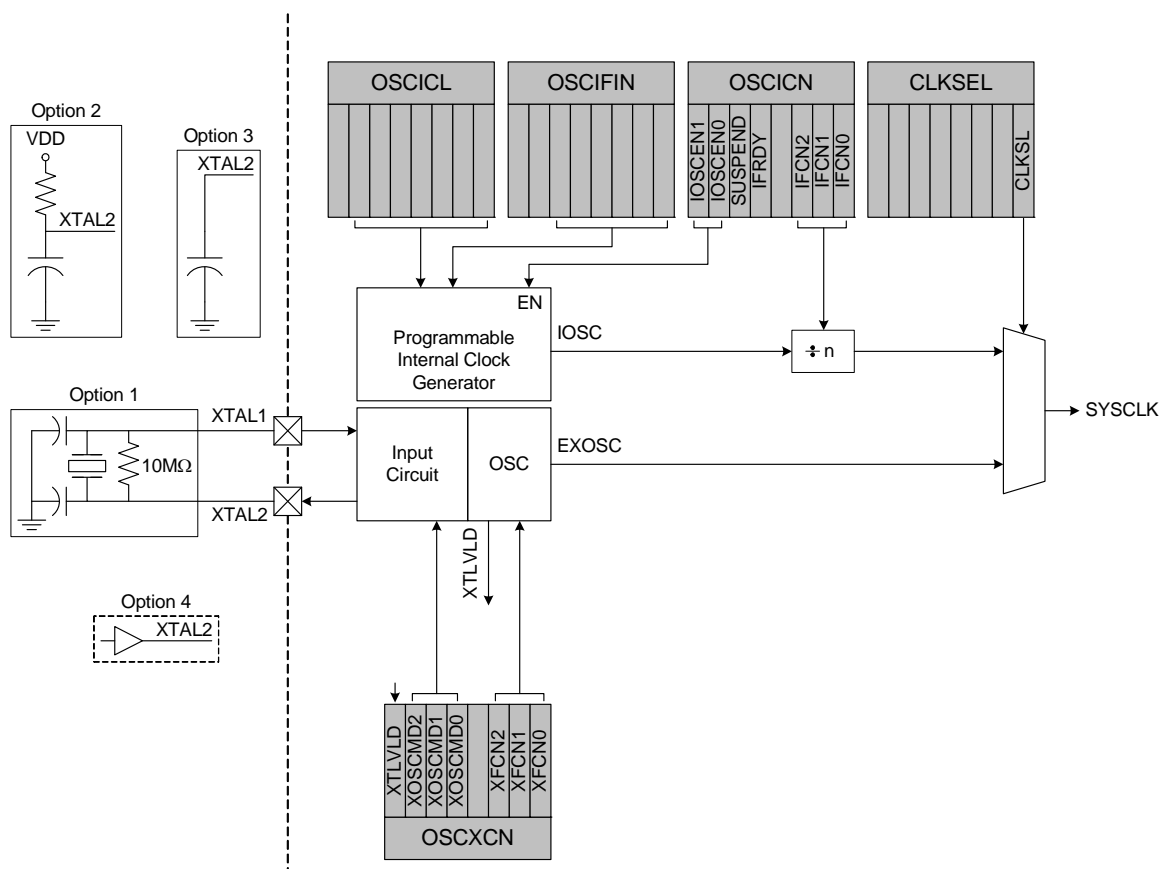 OSCICL
OSCIFIN
OSCICN
CLKSEL
IOSCEN1
IOSCEN0
SUSPEND
IFRDY
IFCN2
IFCN1
IFCN0
CLKSL
Option 2
VDD
XTAL2
Option 3
XTAL2
EN
Programmable
Internal Clock
Generator
IOSC
÷ n
SYSCLK
Option 1
XTAL1
10MΩ
XTAL2
Input
Circuit
OSC
EXOSC
XTLVLD
Option 4
XTAL2
XTLVLD
XOSCMD2
XOSCMD1
XOSCMD0
XFCN2
XFCN1
XFCN0
OSCXCN